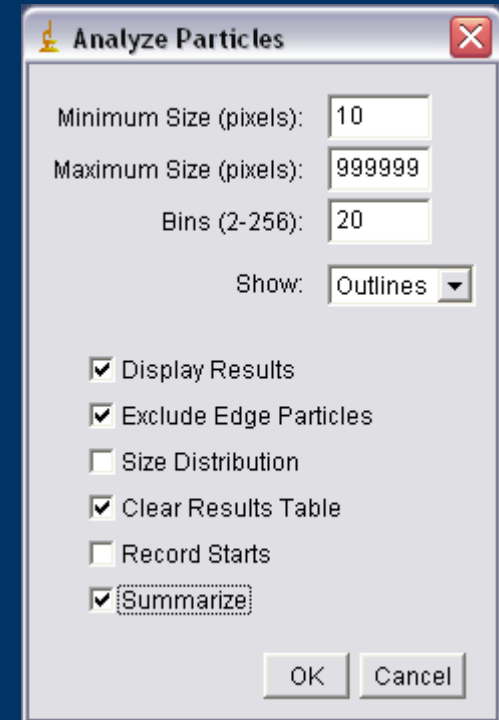 Analyze Particles
Minimum Size (pixels): 10
Maximum Size (pixels): 999999
Bins (2-256): 20
Show: Outlines
Display Results
Exclude Edge Particles
Size Distribution
Clear Results Table
Record Starts
Summarize
OK Cancel